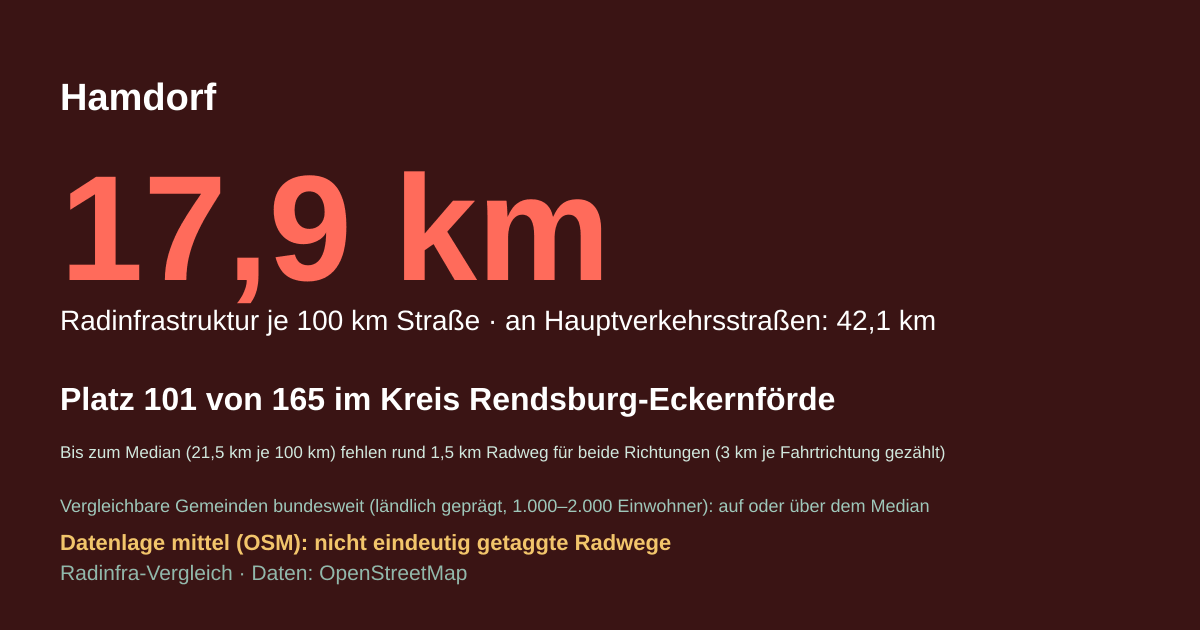 Hamdorf
17,9 km
Radinfrastruktur je 100 km Straße · an Hauptverkehrsstraßen: 42,1 km
Platz 101 von 165 im Kreis Rendsburg-Eckernförde
Bis zum Median (21,5 km je 100 km) fehlen rund 1,5 km Radweg für beide Richtungen (3 km je Fahrtrichtung gezählt)
Vergleichbare Gemeinden bundesweit (ländlich geprägt, 1.000–2.000 Einwohner): auf oder über dem Median
Datenlage mittel (OSM): nicht eindeutig getaggte Radwege
Radinfra-Vergleich · Daten: OpenStreetMap